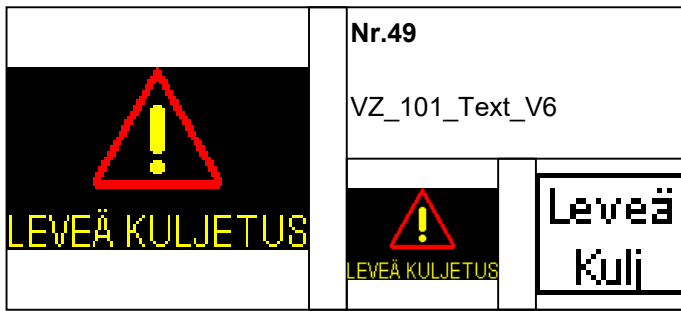 LEVEÄ KULJETUS
Nr.49
VZ_101_Text_V6
LEVEÄ KULJETUS
Leveä
Kulj